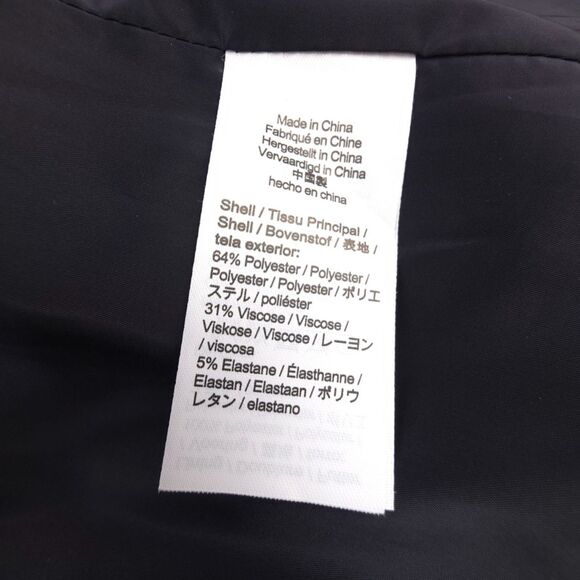 Made in China
Fabriqué en Chine
Hergestellt in China
Vervaardigd in China
中国製
hecho en china
Shell / Tissu Principal /
Shell / Bovenstof / 表地 /
tela exterior:
64% Polyester / Polyester /
Polyester / Polyester / ポリエ
ステル / poliéster
31% Viscose / Viscose /
Viskose / Viscose / レーヨン
/ viscosa
5% Elastane / Élasthanne /
Elastan / Elastaan / ポリウ
レタン / elastano